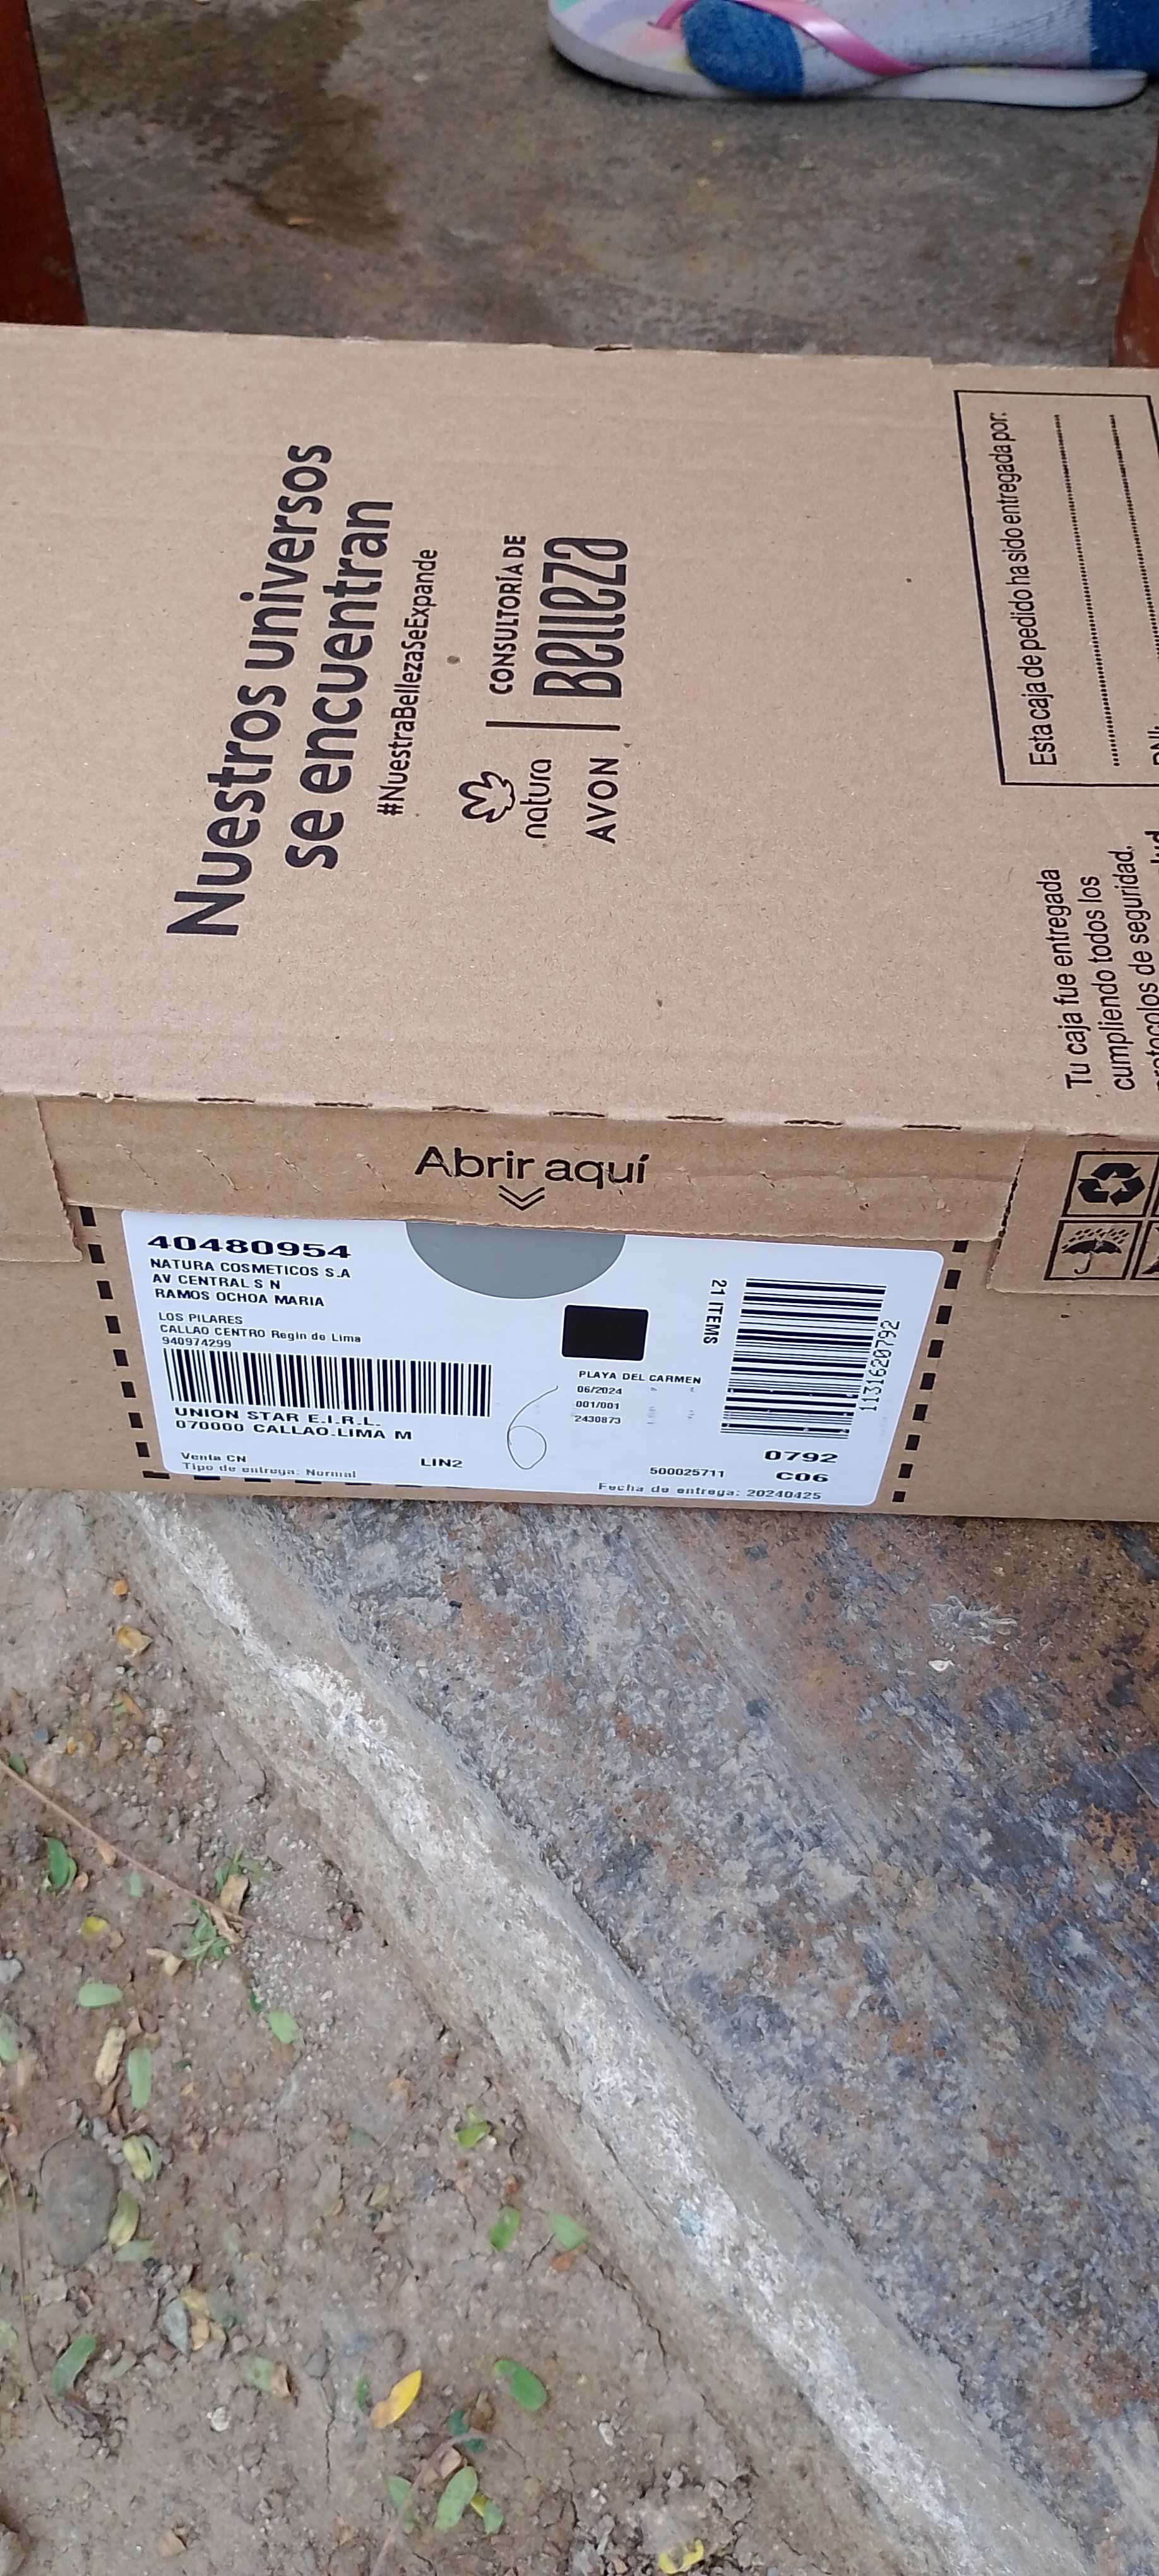 Nuestros universos
se encuentran
#NuestraBellezaSeExpande
natura
AVON
CONSULTORÍA DE
Belleza
Esta caja de pedido ha sido entregada por:
Tu caja fue entregada
cumpliendo todos los
protocolos de seguridad,
Abrir aquí
40480954
NATURA COSMETICOS S.A
AV CENTRAL S N
RAMOS OCHOA MARIA
LOS PILARES
CALLAO CENTRO Regin de Lima
940974299
UNION STAR E.I.R.L.
070000 CALLAO.LIMA M
Venta CN
Tipo de entrega: Normal
LIN2
PLAYA DEL CARMEN
06/2024
001/001
2430873
21 ITEMS
1131620792
0792
C06
500025711
Fecha de entrega: 20240425